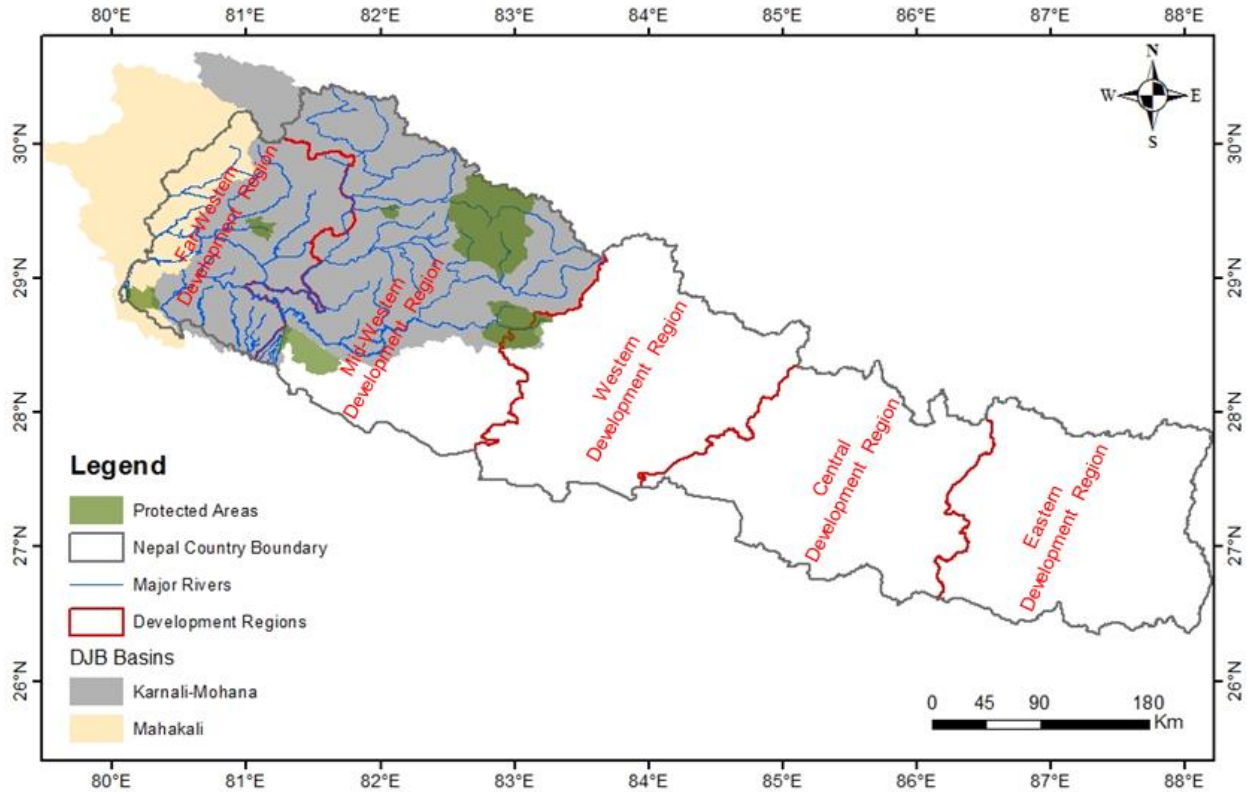 80°E 81°E 82°E 83°E 84°E 85°E 86°E 87°E 88°E
N
W E
S
30°N 30°N
29°N 29°N
28°N 28°N
27°N 27°N
26°N 26°N
Far-Western
Development Region
Mid-Western
Development Region
Western
Development Region
Central
Development Region
Eastern
Development Region
Legend
Protected Areas
Nepal Country Boundary
Major Rivers
Development Regions
DJB Basins
Karnali-Mohana
Mahakali
0 45 90 180
Km
80°E 81°E 82°E 83°E 84°E 85°E 86°E 87°E 88°E